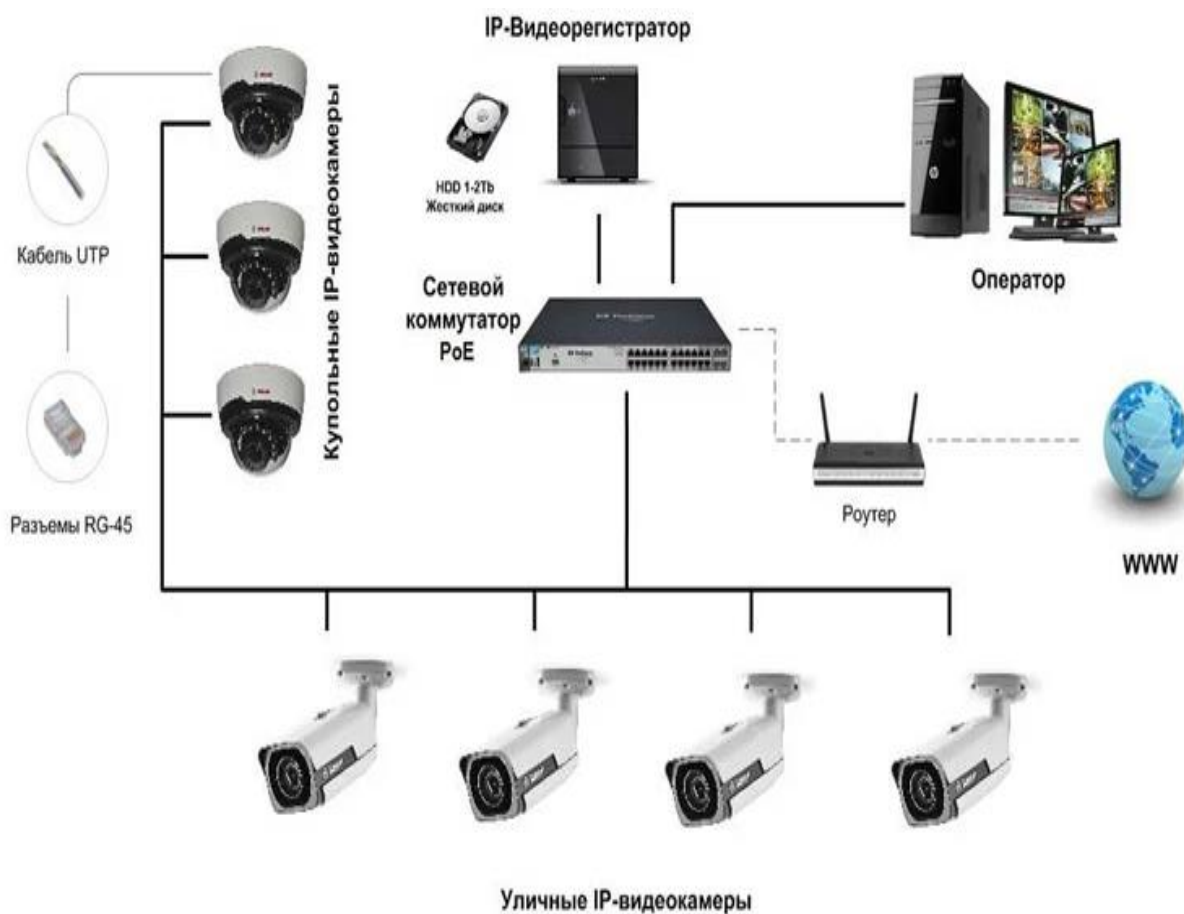 IP-Видеорегистратор
HDD 1-2Tb
Жесткий диск
Купольные IP-видеокамеры
Кабель UTP
Разъемы RG-45
Сетевой
коммутатор
PoE
Оператор
Роутер
WWW
Уличные IP-видеокамеры